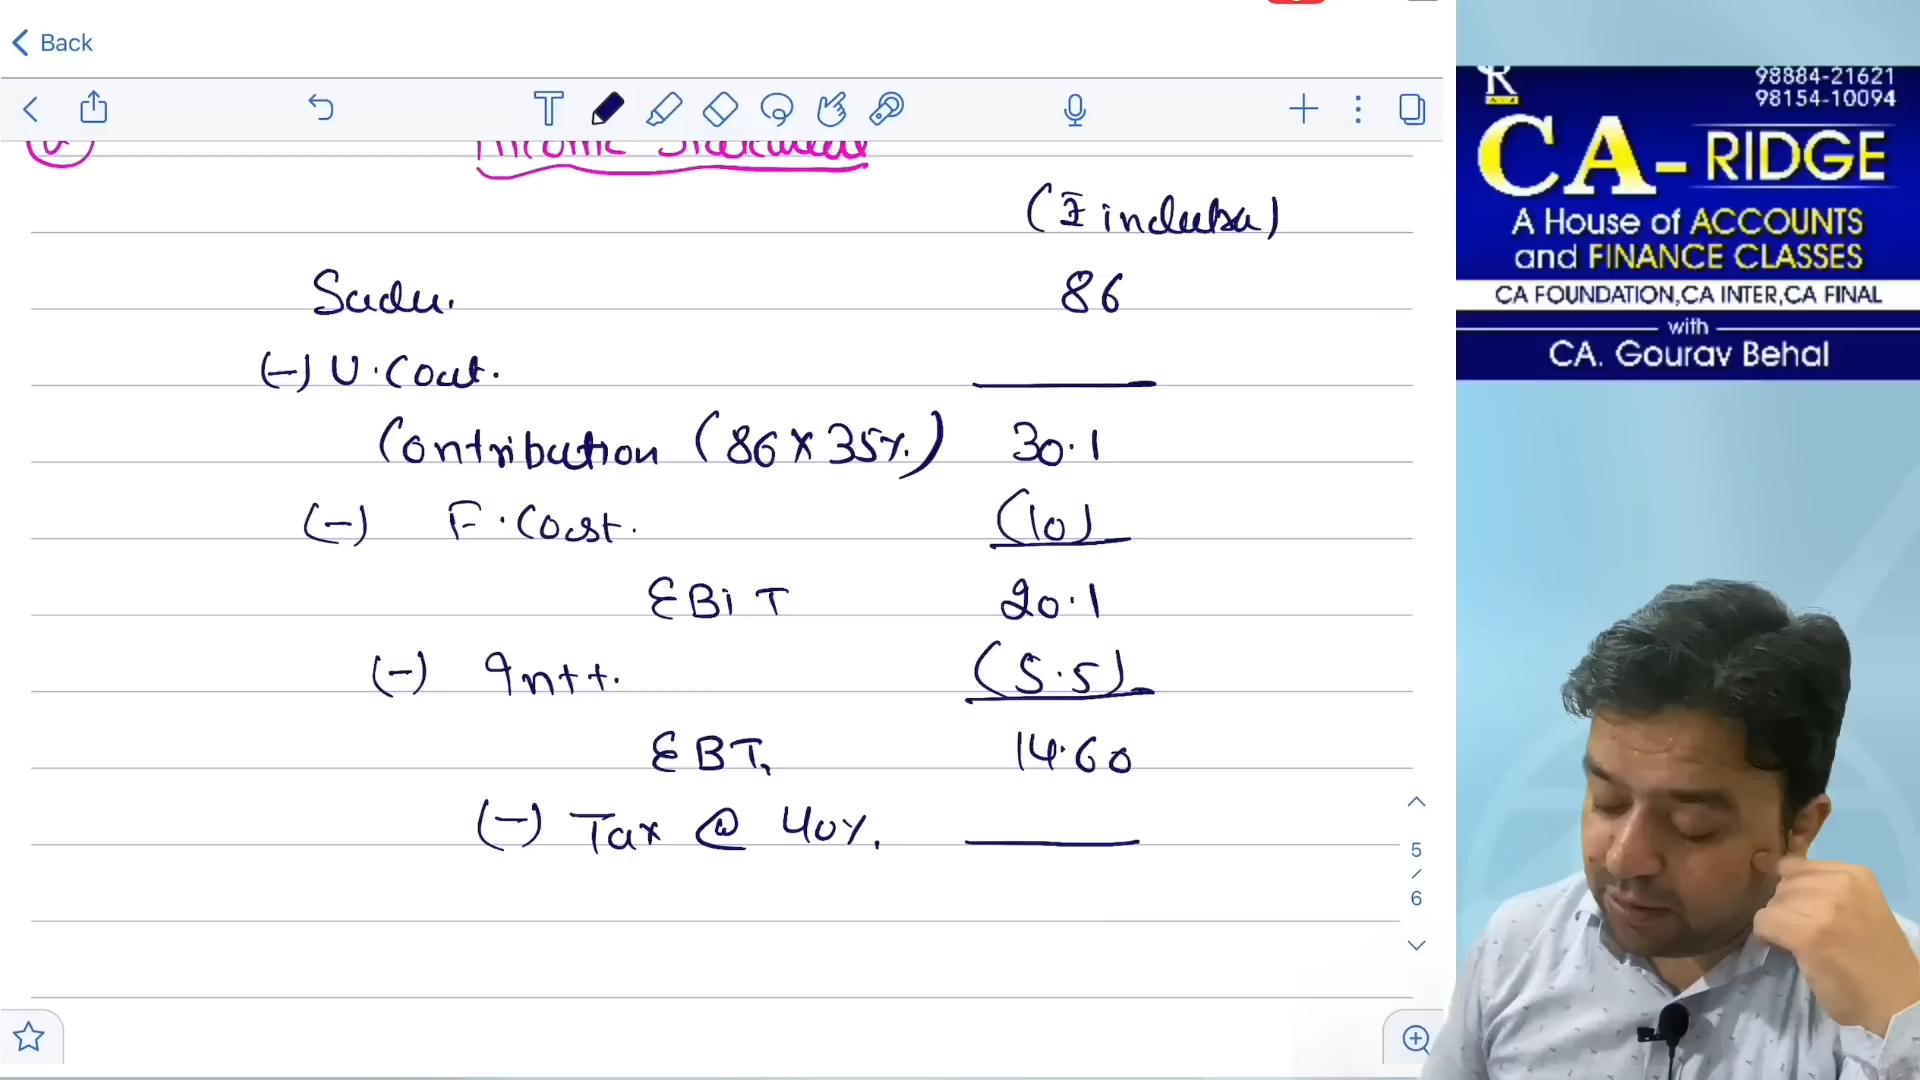 Back
Income Statement
(₹ in lakhs)
Sales. 86
(-) V.Cost.
Contribution (86 X 35%.) 30.1
(-) F.Cost. (10)
EBIT 20.1
(-) Intt. (5.5)
EBT, 14.60
(-) Tax @ 40%.
5
/
6
98884-21621
98154-10094
CA-RIDGE
A House of ACCOUNTS
and FINANCE CLASSES
CA FOUNDATION,CA INTER,CA FINAL
with
CA. Gourav Behal